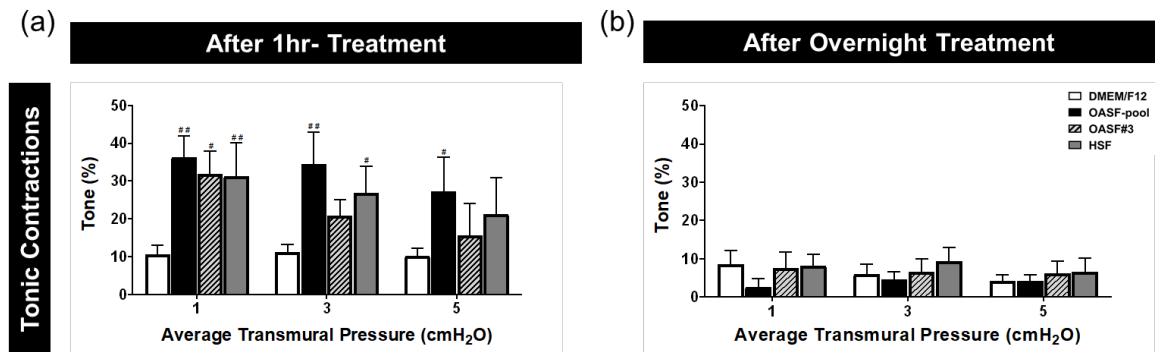 (a)
After 1hr- Treatment
(b)
After Overnight Treatment
Tonic Contractions
50
40
30
20
10
0
Tone (%)
##
#
##
##
#
#
1
3
5
Average Transmural Pressure (cmH₂O)
50
40
30
20
10
0
Tone (%)
DMEM/F12
OASF-pool
OASF#3
HSF
1
3
5
Average Transmural Pressure (cmH₂O)